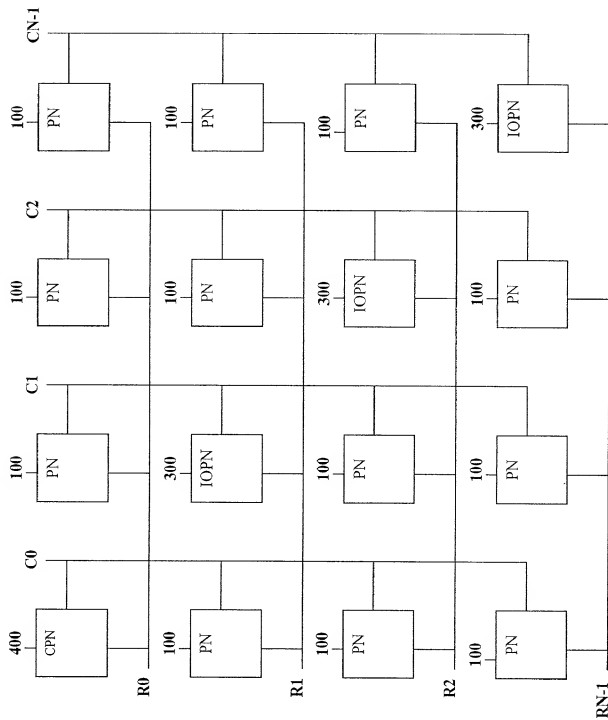 400 C0 100 C1 100 C2 100 CN-1
CPN PN PN PN
R0
100 300 100 100
PN IOPN PN PN
R1
100 100 300 100
PN PN IOPN PN
R2
100 100 100 300
PN PN PN IOPN
RN-1